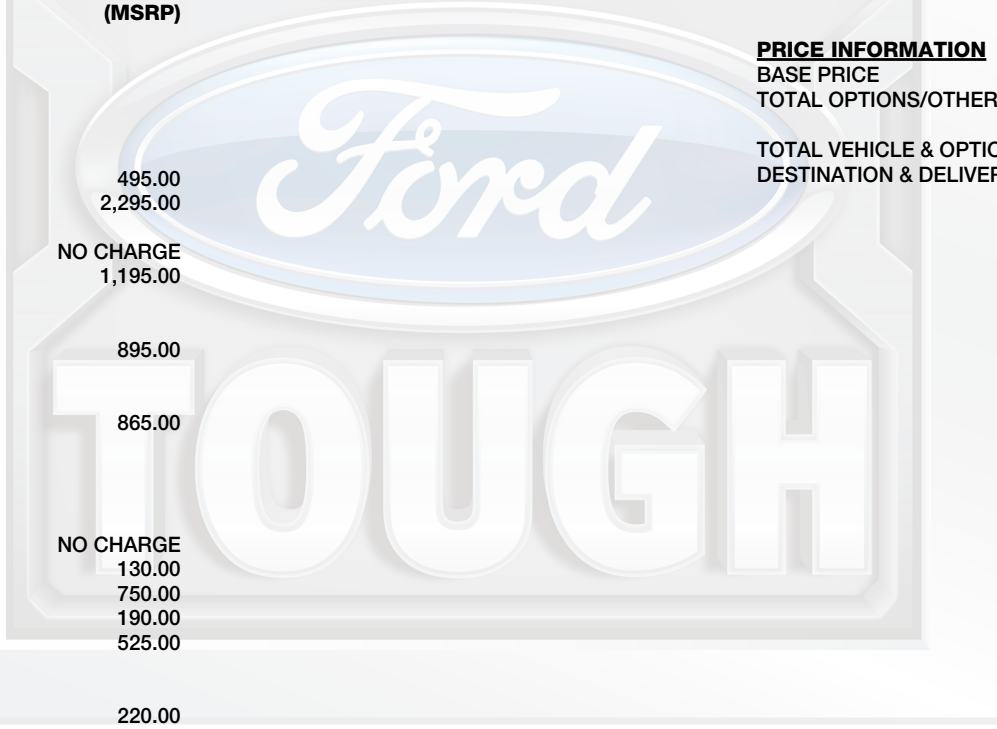 (MSRP)
PRICE INFORMATION
BASE PRICE
TOTAL OPTIONS/OTHER
TOTAL VEHICLE & OPTIO
DESTINATION & DELIVER
495.00
2,295.00
NO CHARGE
1,195.00
895.00
865.00
NO CHARGE
130.00
750.00
190.00
525.00
220.00
Ford
TOUGH